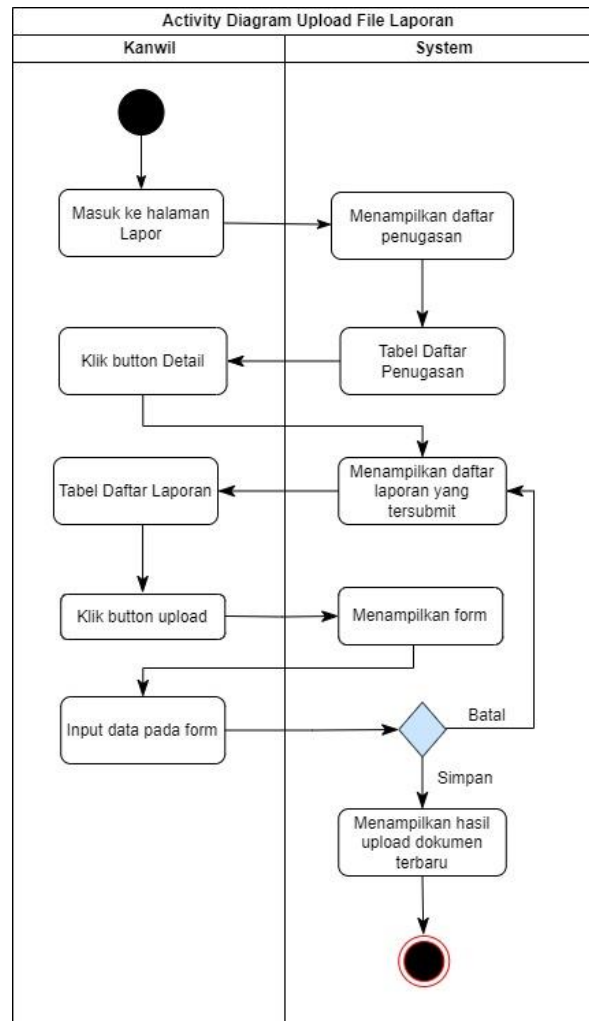 Activity Diagram Upload File Laporan
Kanwil
System
Masuk ke halaman
Lapor
Menampilkan daftar
penugasan
Klik button Detail
Tabel Daftar
Penugasan
Tabel Daftar Laporan
Menampilkan daftar
laporan yang
tersubmit
Klik button upload
Menampilkan form
Input data pada form
Batal
Simpan
Menampilkan hasil
upload dokumen
terbaru